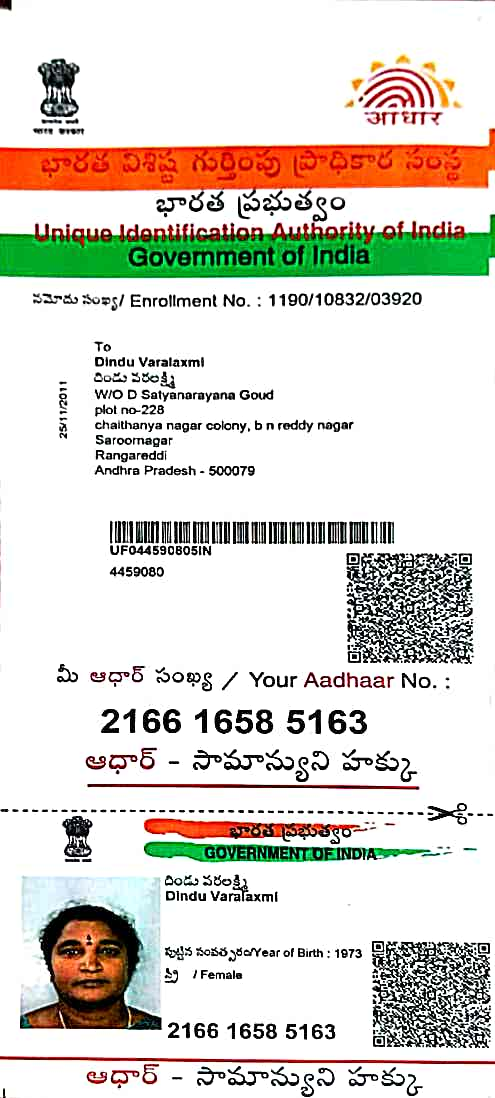 भारत सरकार
आधार
భారత విశిష్ట గుర్తింపు ప్రాధికార సంస్థ
భారత ప్రభుత్వం
Unique Identification Authority of India
Government of India
నమోదు సంఖ్య/ Enrollment No. : 1190/10832/03920
25/11/2011
To
Dindu Varalaxmi
దిండు వరలక్ష్మి
W/O D Satyanarayana Goud
plot no-228
chaithanya nagar colony, b n reddy nagar
Saroornagar
Rangareddi
Andhra Pradesh - 500079
UF044590805IN
4459080
మీ ఆధార్ సంఖ్య / Your Aadhaar No. :
2166 1658 5163
ఆధార్ - సామాన్యుని హక్కు
భారత ప్రభుత్వం
GOVERNMENT OF INDIA
దిండు వరలక్ష్మి
Dindu Varalaxmi
పుట్టిన సంవత్సరం/Year of Birth : 1973
స్త్రీ / Female
2166 1658 5163
ఆధార్ - సామాన్యుని హక్కు